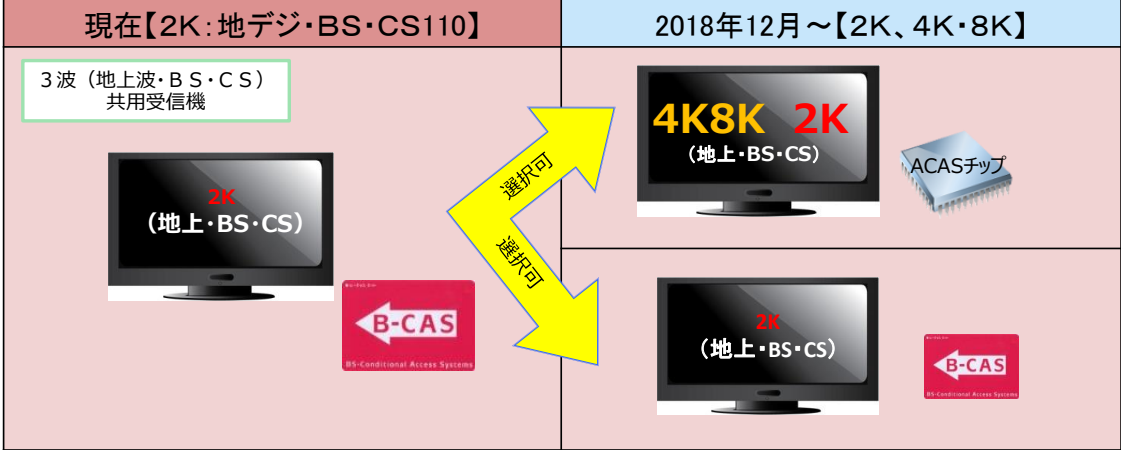 現在【2K：地デジ・BS・CS110】
2018年12月～【2K、4K・8K】
３波（地上波・ＢＳ・ＣＳ）
共用受信機
2K
（地上・BS・CS）
B-CAS
BS-Conditional Access Systems
選択可
選択可
4K8K 2K
（地上・BS・CS）
ACASチップ
2K
（地上・BS・CS）
B-CAS
BS-Conditional Access Systems